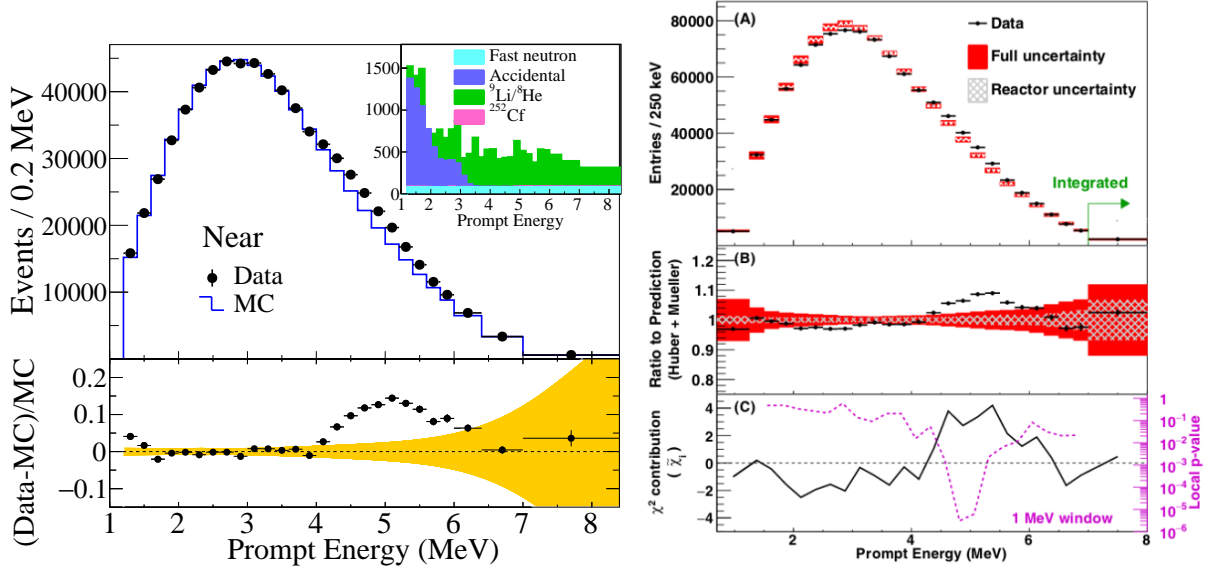 Events / 0.2 MeV
40000
30000
20000
10000
Near
Data
MC
1500
1000
500
0
Fast neutron
Accidental
⁹Li/⁸He
²⁵²Cf
1 2 3 4 5 6 7 8
Prompt Energy
(Data-MC)/MC
0.2
0.1
0
−0.1
1 2 3 4 5 6 7 8
Prompt Energy (MeV)
(A)
Entries / 250 keV
80000
60000
40000
20000
Data
Full uncertainty
Reactor uncertainty
Integrated
(B)
Ratio to Prediction
(Huber + Mueller)
1.2
1.1
1
0.9
0.8
(C)
χ² contribution
( χ̃ᵢ )
4
2
0
−2
−4
1
10⁻¹
10⁻²
10⁻³
10⁻⁴
10⁻⁵
10⁻⁶
Local p-value
1 MeV window
2 4 6 8
Prompt Energy (MeV)